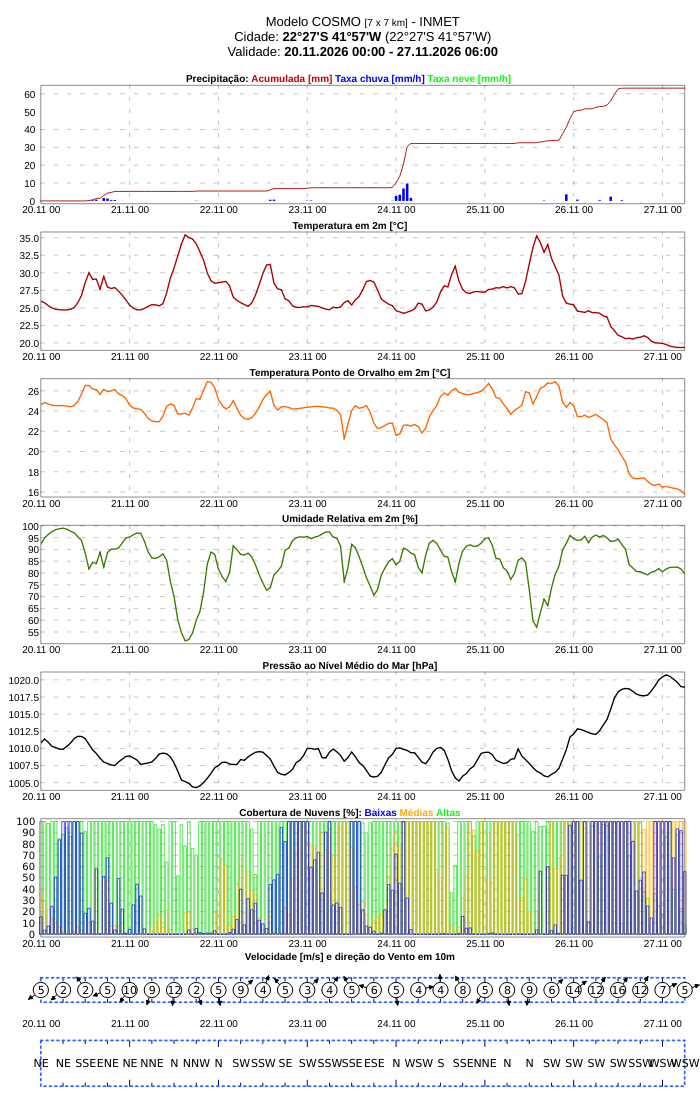 Modelo COSMO [7 x 7 km] - INMET
Cidade: 22°27'S 41°57'W (22°27'S 41°57'W)
Validade: 20.11.2026 00:00 - 27.11.2026 06:00
Precipitação: Acumulada [mm] Taxa chuva [mm/h] Taxa neve [mm/h]
60
50
40
30
20
10
0
20.11 00 21.11 00 22.11 00 23.11 00 24.11 00 25.11 00 26.11 00 27.11 00
Temperatura em 2m [°C]
35.0
32.5
30.0
27.5
25.0
22.5
20.0
20.11 00 21.11 00 22.11 00 23.11 00 24.11 00 25.11 00 26.11 00 27.11 00
Temperatura Ponto de Orvalho em 2m [°C]
26
24
22
20
18
16
20.11 00 21.11 00 22.11 00 23.11 00 24.11 00 25.11 00 26.11 00 27.11 00
Umidade Relativa em 2m [%]
100
95
90
85
80
75
70
65
60
55
20.11 00 21.11 00 22.11 00 23.11 00 24.11 00 25.11 00 26.11 00 27.11 00
Pressão ao Nível Médio do Mar [hPa]
1020.0
1017.5
1015.0
1012.5
1010.0
1007.5
1005.0
20.11 00 21.11 00 22.11 00 23.11 00 24.11 00 25.11 00 26.11 00 27.11 00
Cobertura de Nuvens [%]: Baixas Médias Altas
100
90
80
70
60
50
40
30
20
10
0
20.11 00 21.11 00 22.11 00 23.11 00 24.11 00 25.11 00 26.11 00 27.11 00
Velocidade [m/s] e direção do Vento em 10m
5 2 2 5 10 9 12 2 5 9 4 5 3 4 5 6 5 4 4 8 5 8 9 6 14 12 16 12 7 5
20.11 00 21.11 00 22.11 00 23.11 00 24.11 00 25.11 00 26.11 00 27.11 00
NE NE SSE ENE NE NNE N NNW N SW SSW SE SW SSW SSE ESE N WSW S SSE NNE N N SW SW SW SW SSW WSW WSW